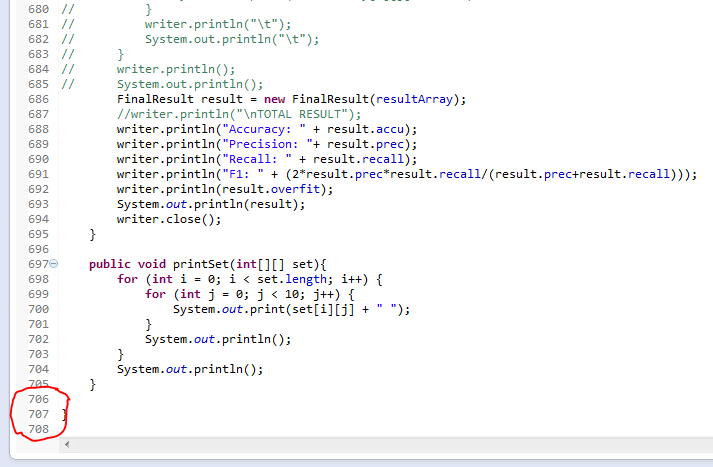 680 //          }
681 //          writer.println("\t");
682 //          System.out.println("\t");
683 //      }
684 //      writer.println();
685 //      System.out.println();
686         FinalResult result = new FinalResult(resultArray);
687         //writer.println("\nTOTAL RESULT");
688         writer.println("Accuracy: " + result.accu);
689         writer.println("Precision: "+ result.prec);
690         writer.println("Recall: " + result.recall);
691         writer.println("F1: " + (2*result.prec*result.recall/(result.prec+result.recall)));
692         writer.println(result.overfit);
693         System.out.println(result);
694         writer.close();
695     }
696
697     public void printSet(int[][] set){
698         for (int i = 0; i < set.length; i++) {
699             for (int j = 0; j < 10; j++) {
700                 System.out.print(set[i][j] + " ");
701             }
702             System.out.println();
703         }
704         System.out.println();
705     }
706
707 }
708